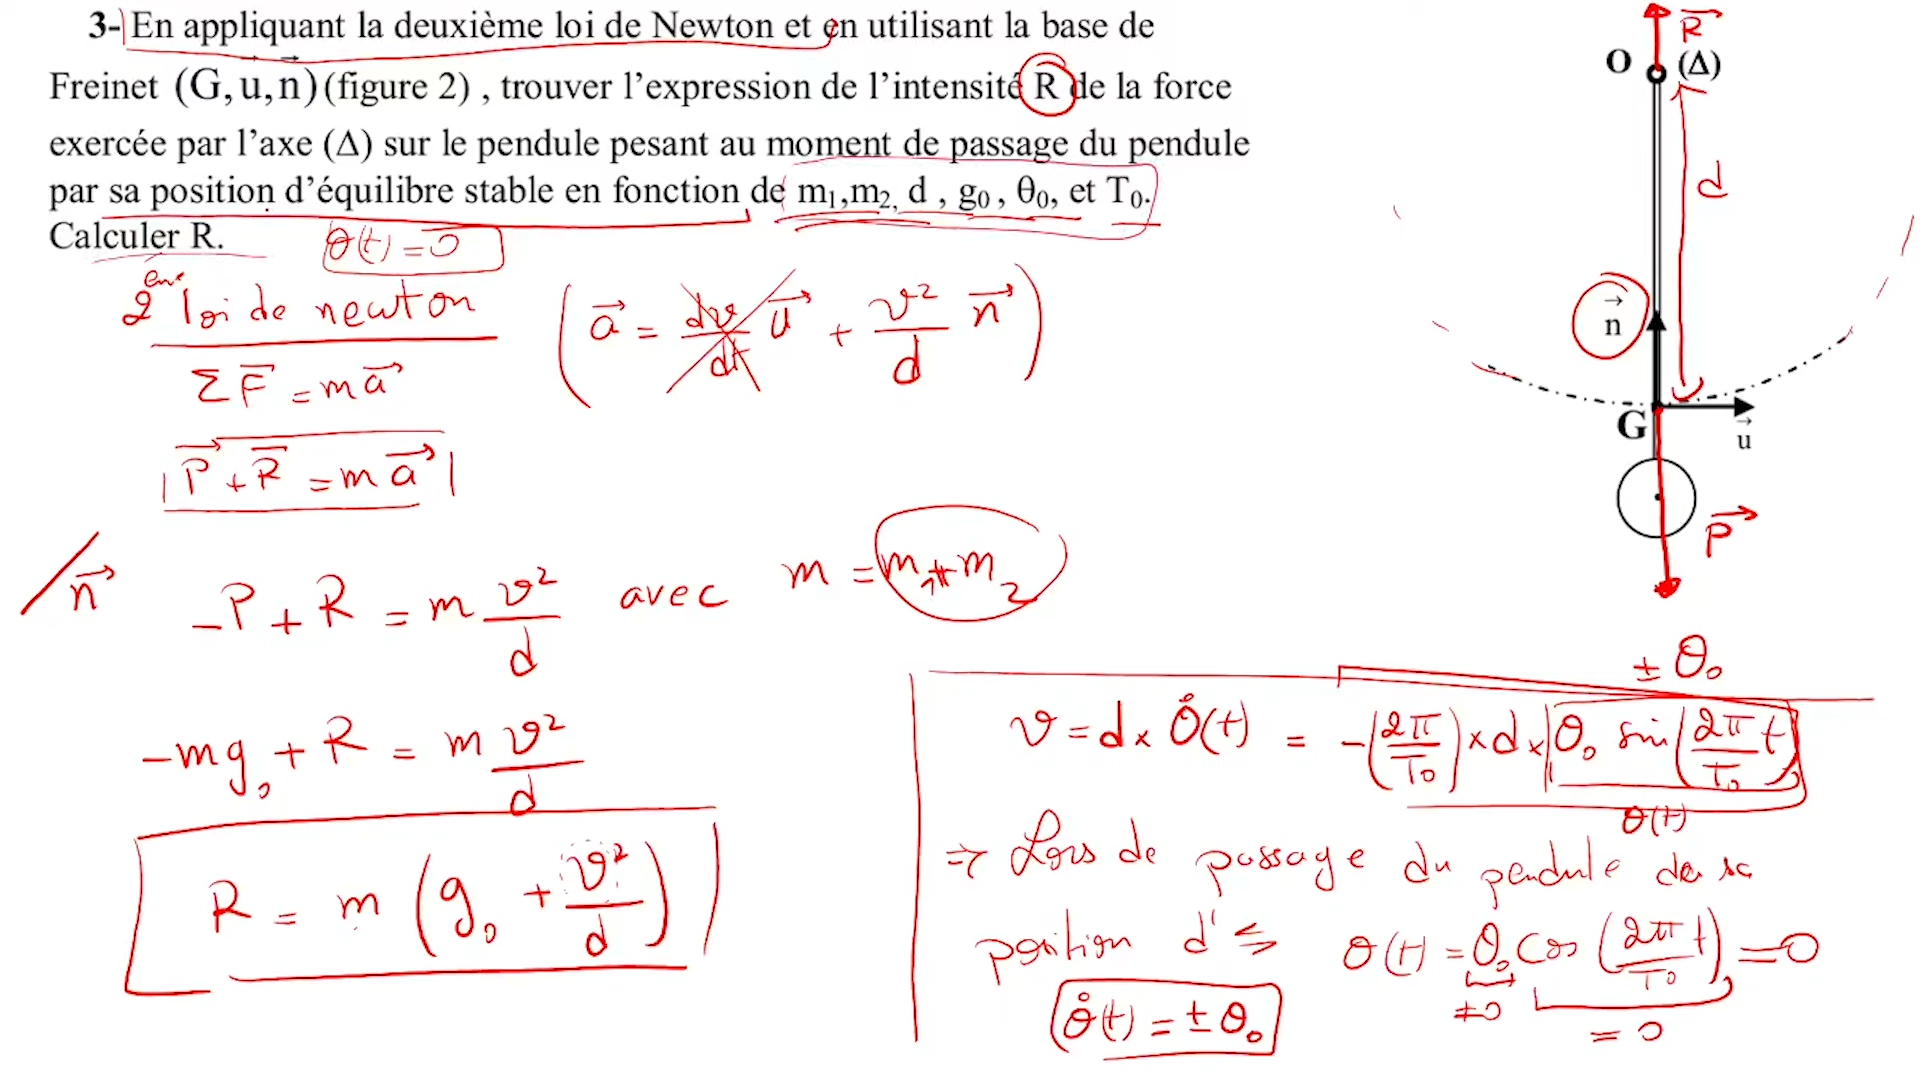 3- En appliquant la deuxième loi de Newton et en utilisant la base de
Freinet (G, u, n) (figure 2) , trouver l’expression de l’intensité R de la force
exercée par l’axe (Δ) sur le pendule pesant au moment de passage du pendule
par sa position d’équilibre stable en fonction de m₁,m₂, d , g₀ , θ₀, et T₀.
Calculer R.
θ(t) = 0
2ème loi de newton
ΣF⃗ = m a⃗
P⃗ + R⃗ = m a⃗
(a⃗ = dv/dt u⃗ + v²/d n⃗)
/n⃗
-P + R = m v²/d avec m = m₁ + m₂
-mg₀ + R = m v²/d
R = m (g₀ + v²/d)
R⃗
O (Δ)
d
n⃗
G
u⃗
P⃗
± θ₀
v = d × θ̊(t) = -(2π/T₀) × d × θ₀ sin(2π/T₀ t)
θ(t)
⇒ Lors de passage du pendule de sa
position d'≤ θ(t) = θ₀ cos(2π/T₀ t) = 0
≠0
= 0
θ̊(t) = ± θ₀